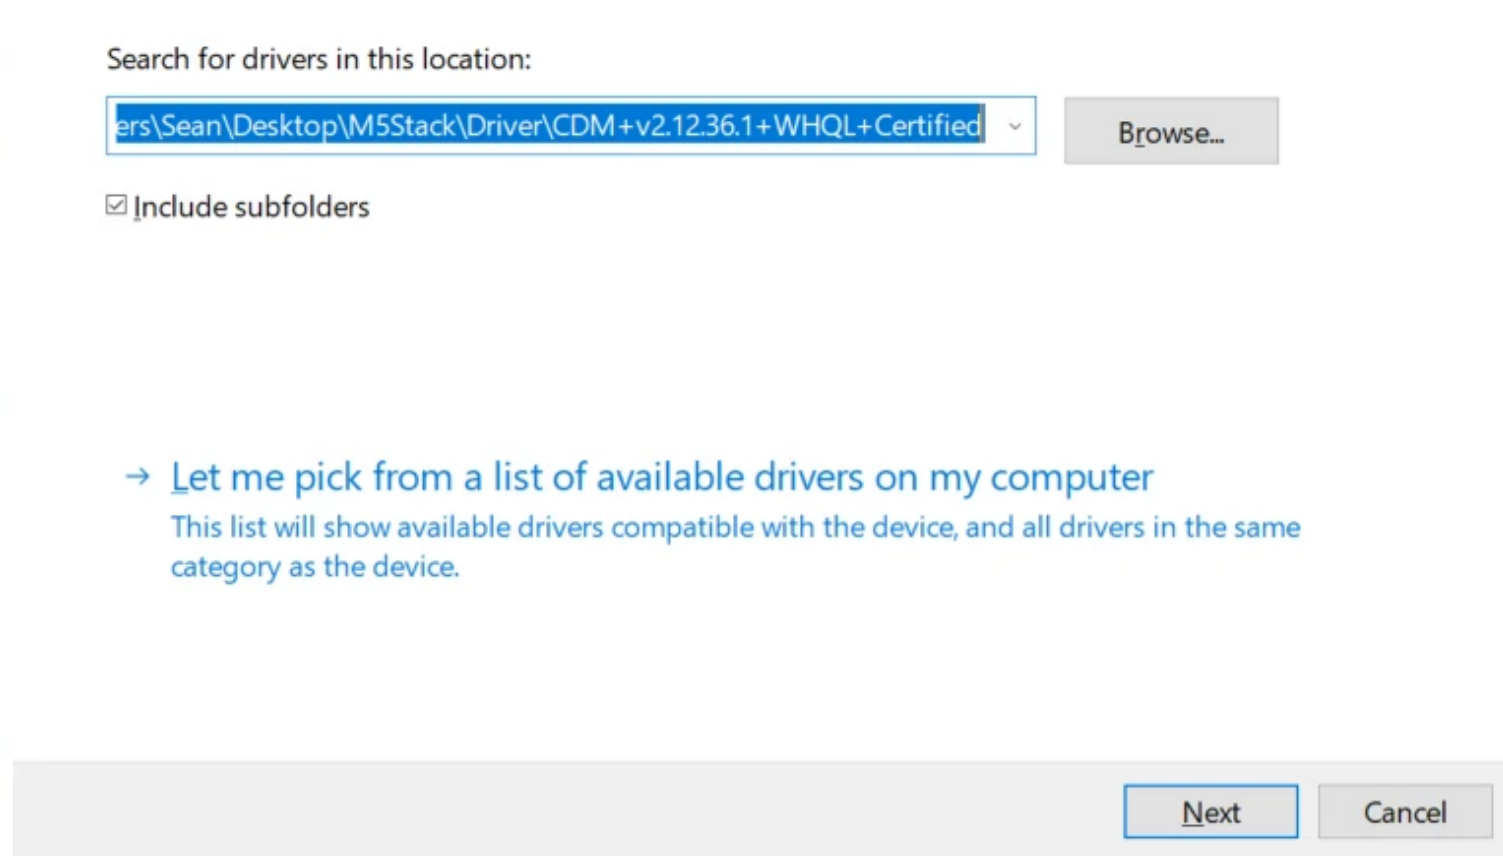 Search for drivers in this location:
ers\Sean\Desktop\M5Stack\Driver\CDM+v2.12.36.1+WHQL+Certified
Browse...
Include subfolders
Let me pick from a list of available drivers on my computer
This list will show available drivers compatible with the device, and all drivers in the same
category as the device.
Next
Cancel